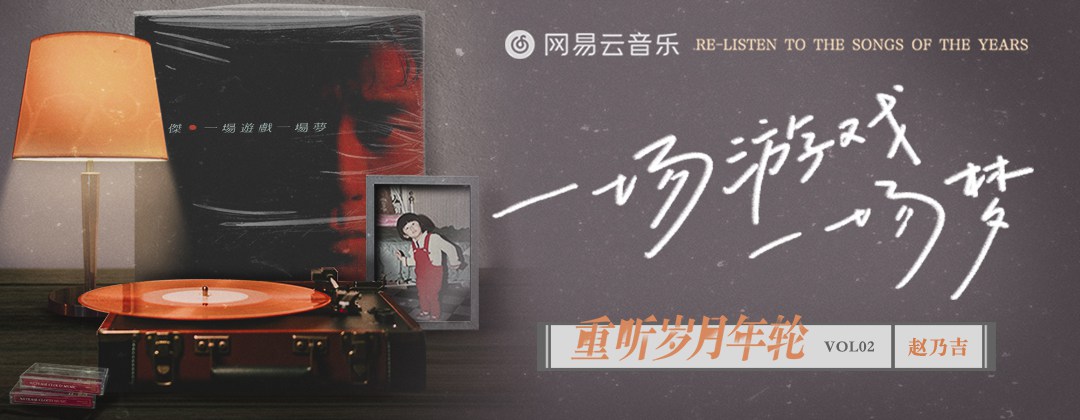 网易云音乐
RE-LISTEN TO THE SONGS OF THE YEARS
傑●一場遊戲一場夢
一场游戏
一场梦
重听岁月年轮 VOL02 赵乃吉